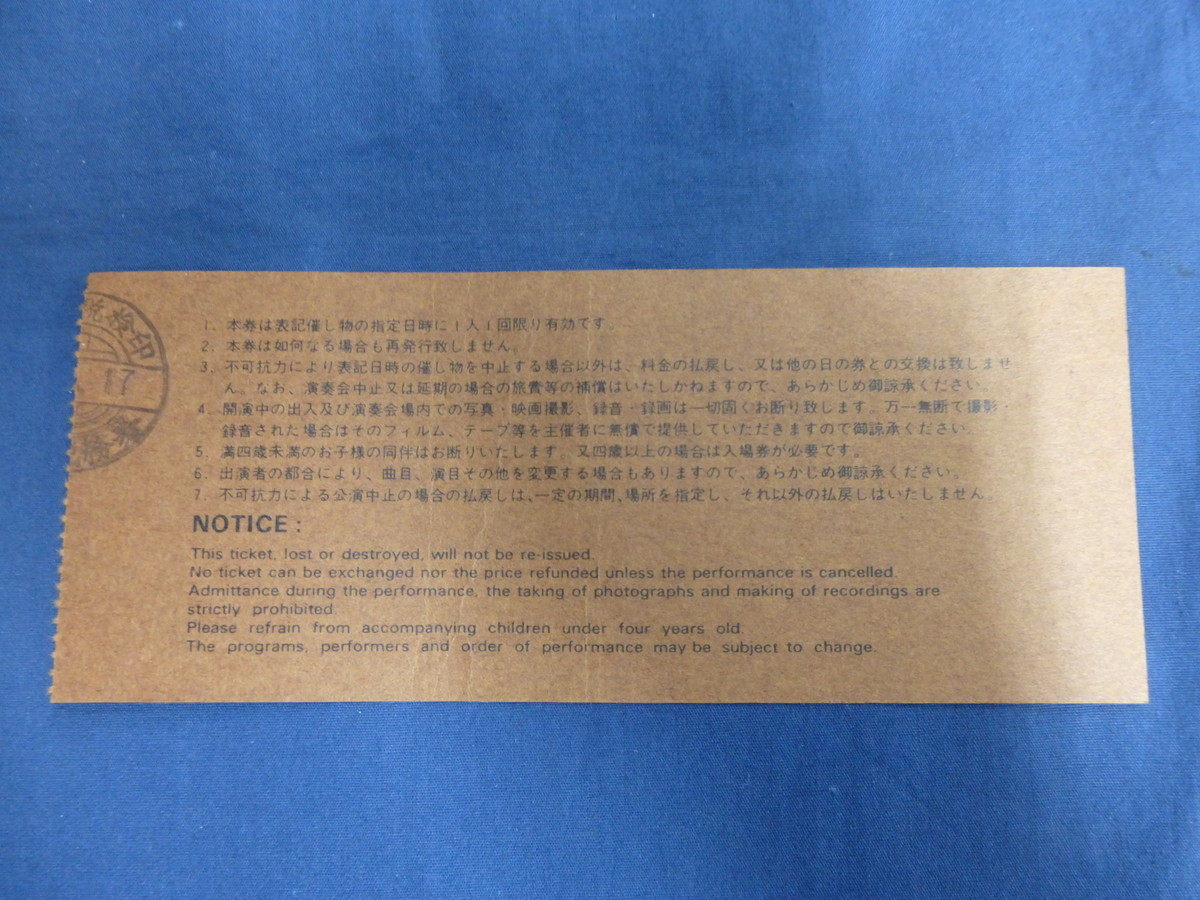 検印
17
1. 本券は表記催し物の指定日時に1人1回限り有効です。
2. 本券は如何なる場合も再発行致しません。
3. 不可抗力により表記日時の催し物を中止する場合以外は、料金の払戻し、又は他の日の券との交換は致しませ
ん。なお、演奏会中止又は延期の場合の旅費等の補償はいたしかねますので、あらかじめ御諒承ください。
4. 開演中の出入及び演奏会場内での写真・映画撮影、録音・録画は一切固くお断り致します。万一無断で撮影・
録音された場合はそのフィルム、テープ等を主催者に無償で提供していただきますので御諒承ください。
5. 満四歳未満のお子様の同伴はお断りいたします。又四歳以上の場合は入場券が必要です。
6. 出演者の都合により、曲目、演目その他を変更する場合もありますので、あらかじめ御諒承ください。
7. 不可抗力による公演中止の場合の払戻しは、一定の期間、場所を指定し、それ以外の払戻しはいたしません。
NOTICE :
This ticket, lost or destroyed, will not be re-issued.
No ticket can be exchanged nor the price refunded unless the performance is cancelled.
Admittance during the performance, the taking of photographs and making of recordings are
strictly prohibited.
Please refrain from accompanying children under four years old.
The programs, performers and order of performance may be subject to change.